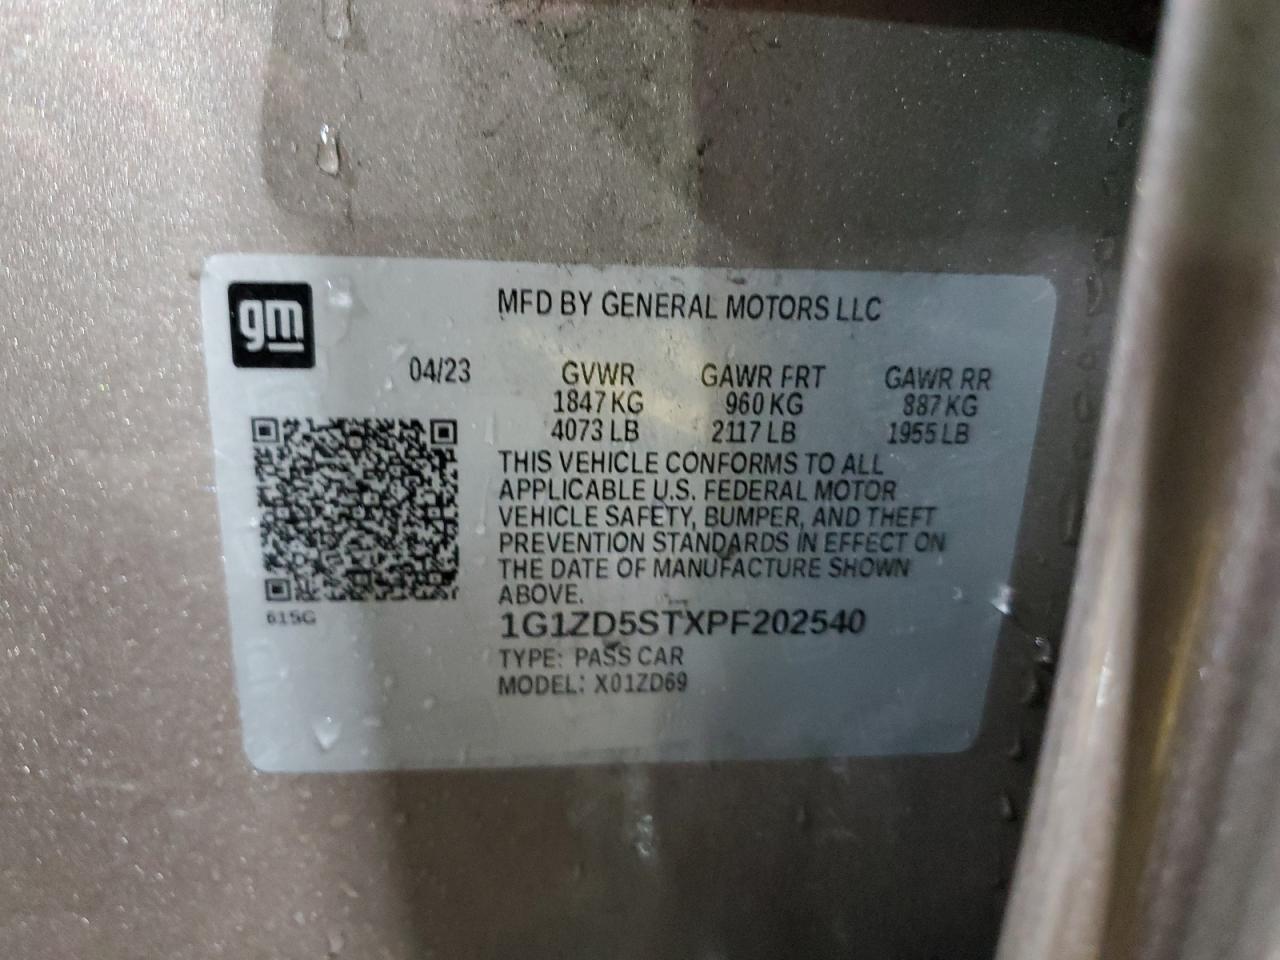 gm
MFD BY GENERAL MOTORS LLC
04/23 GVWR GAWR FRT GAWR RR
1847 KG 960 KG 887 KG
4073 LB 2117 LB 1955 LB
THIS VEHICLE CONFORMS TO ALL
APPLICABLE U.S. FEDERAL MOTOR
VEHICLE SAFETY, BUMPER, AND THEFT
PREVENTION STANDARDS IN EFFECT ON
THE DATE OF MANUFACTURE SHOWN
ABOVE.
615G
1G1ZD5STXPF202540
TYPE: PASS CAR
MODEL: X01ZD69